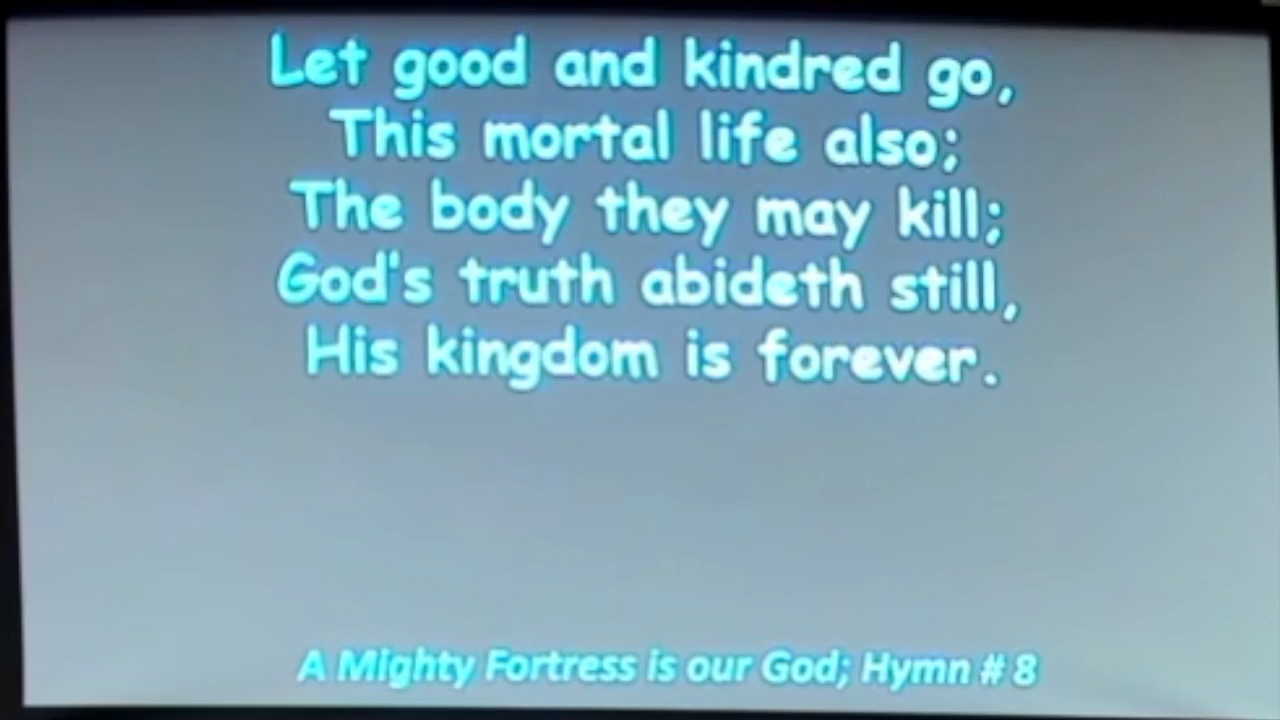 Let good and kindred go,
This mortal life also;
The body they may kill;
God's truth abideth still,
His kingdom is forever.
A Mighty Fortress is our God; Hymn # 8